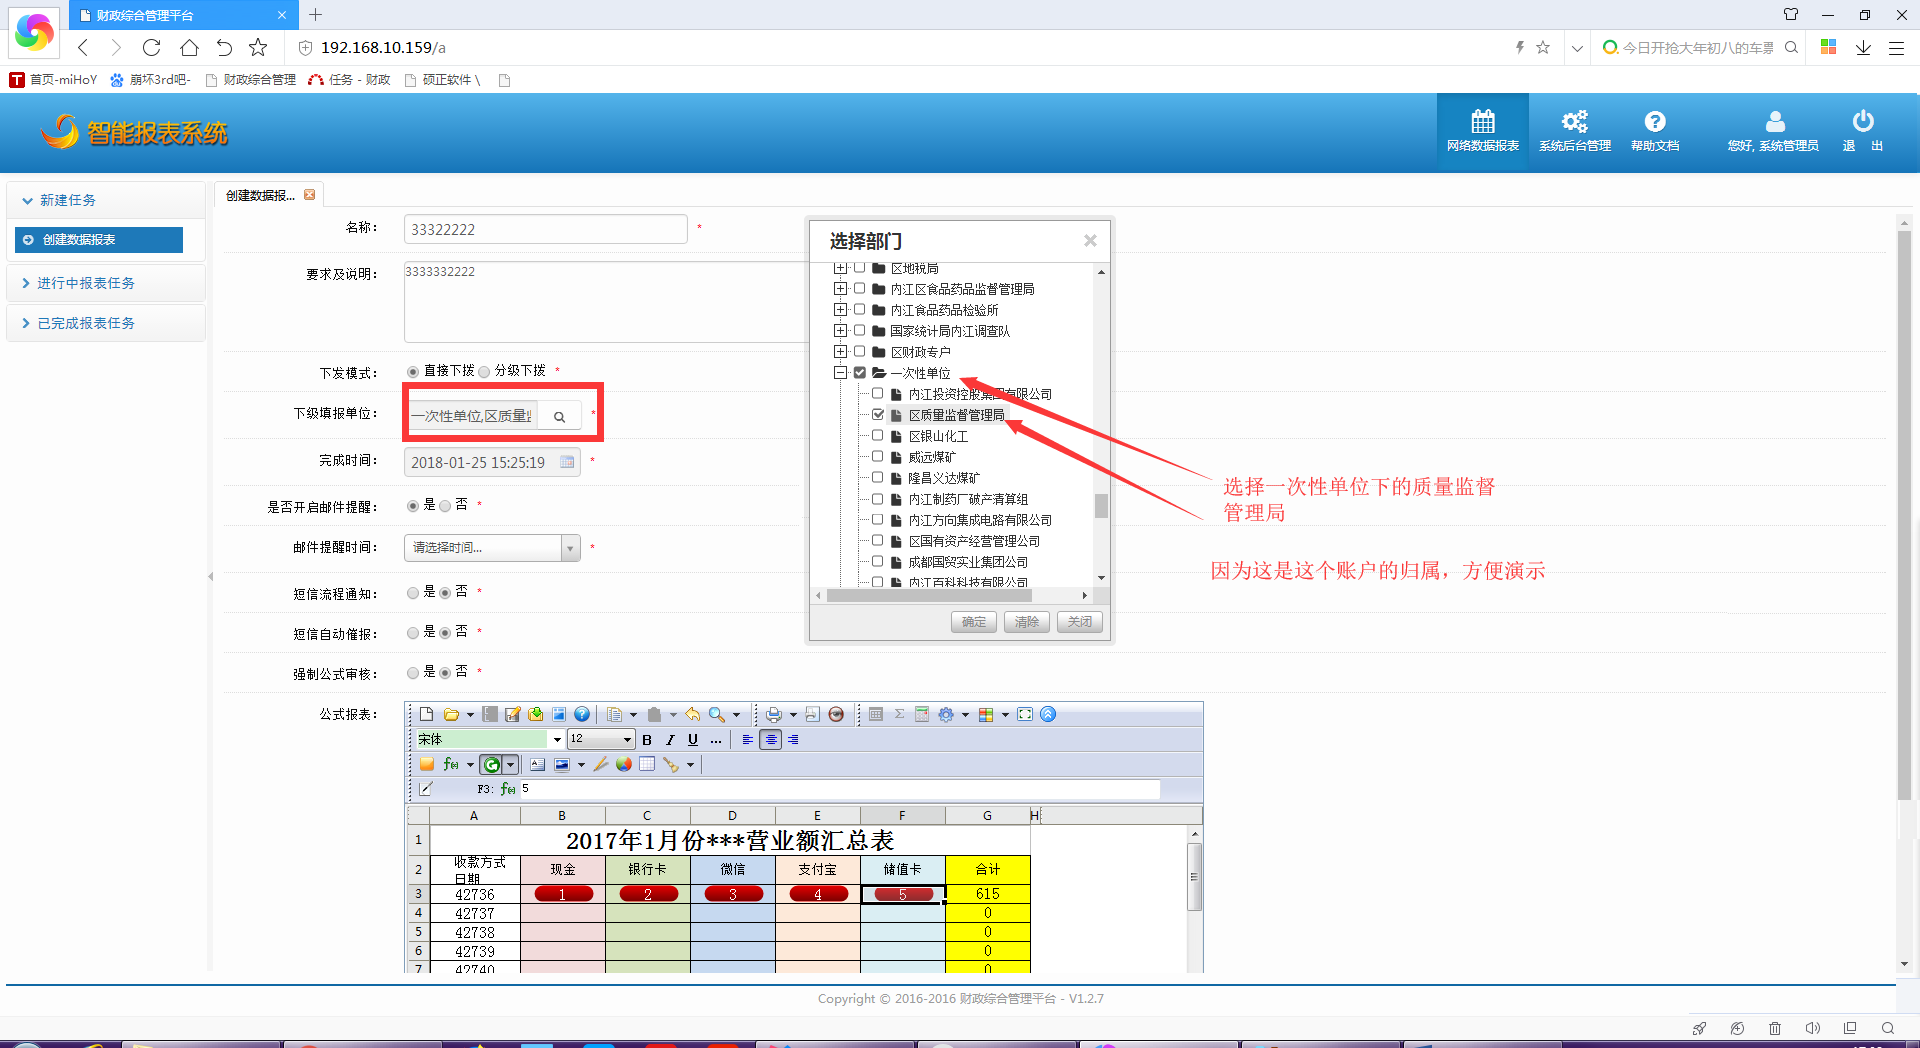 财政综合管理平台
192.168.10.159/a
今日开抢大年初八的车票
首页-miHoY
崩坏3rd吧-
财政综合管理
任务 - 财政
硕正软件 \
智能报表系统
网络数据报表
系统后台管理
帮助文档
您好, 系统管理员
退 出
新建任务
创建数据报表
进行中报表任务
已完成报表任务
创建数据报...
名称：
33322222 *
要求及说明：
3333332222
下发模式：
直接下拨 分级下拨 *
下级填报单位：
一次性单位,区质量 *
完成时间：
2018-01-25 15:25:19 *
是否开启邮件提醒：
是 否 *
邮件提醒时间：
请选择时间... *
短信流程通知：
是 否 *
短信自动催报：
是 否 *
强制公式审核：
是 否 *
公式报表：
选择部门
区地税局
内江区食品药品监督管理局
内江食品药品检验所
国家统计局内江调查队
区财政专户
一次性单位
内江投资控股集团有限公司
区质量监督管理局
区银山化工
威远煤矿
隆昌义达煤矿
内江制药厂破产清算组
内江方向集成电路有限公司
区国有资产经营管理公司
成都国贸实业集团公司
内江百科科技有限公司
确定 清除 关闭
选择一次性单位下的质量监督
管理局
因为这是这个账户的归属，方便演示
宋体 12 B I U ...
F3: f(x) 5
A B C D E F G H
1 2017年1月份***营业额汇总表
2 收款方式 日期 现金 银行卡 微信 支付宝 储值卡 合计
3 42736 1 2 3 4 5 615
4 42737 0
5 42738 0
6 42739 0
7 42740 0
Copyright © 2016-2016 财政综合管理平台 - V1.2.7